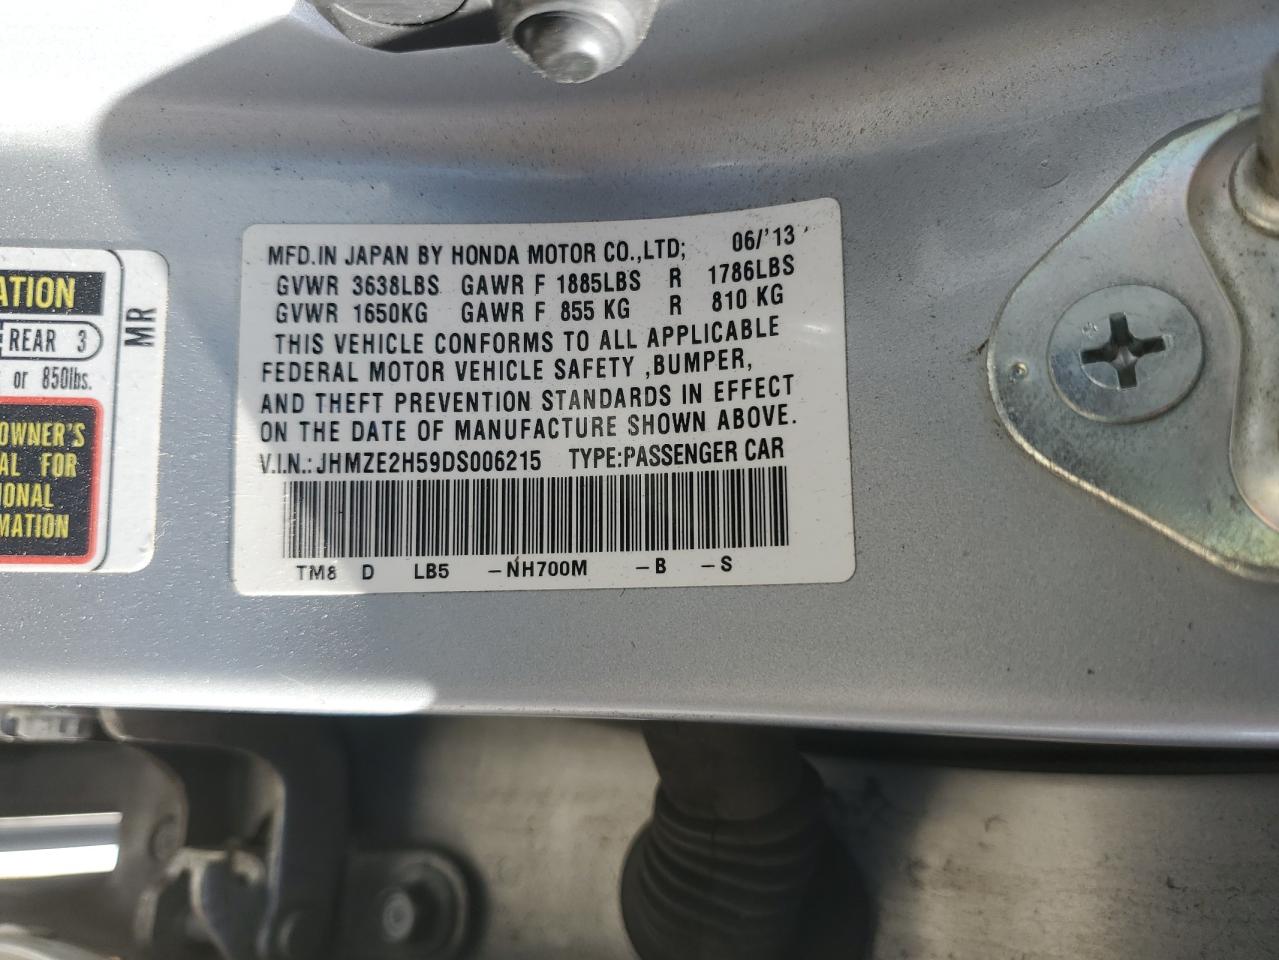 MFD.IN JAPAN BY HONDA MOTOR CO.,LTD; 06/'13
GVWR 3638LBS GAWR F 1885LBS R 1786LBS
GVWR 1650KG GAWR F 855 KG R 810 KG
THIS VEHICLE CONFORMS TO ALL APPLICABLE
FEDERAL MOTOR VEHICLE SAFETY ,BUMPER,
AND THEFT PREVENTION STANDARDS IN EFFECT
ON THE DATE OF MANUFACTURE SHOWN ABOVE.
V.I.N.: JHMZE2H59DS006215 TYPE:PASSENGER CAR
TM8 D LB5 -NH700M -B -S
ATION
REAR 3
or 850lbs.
OWNER'S
AL FOR
IONAL
MATION
MR